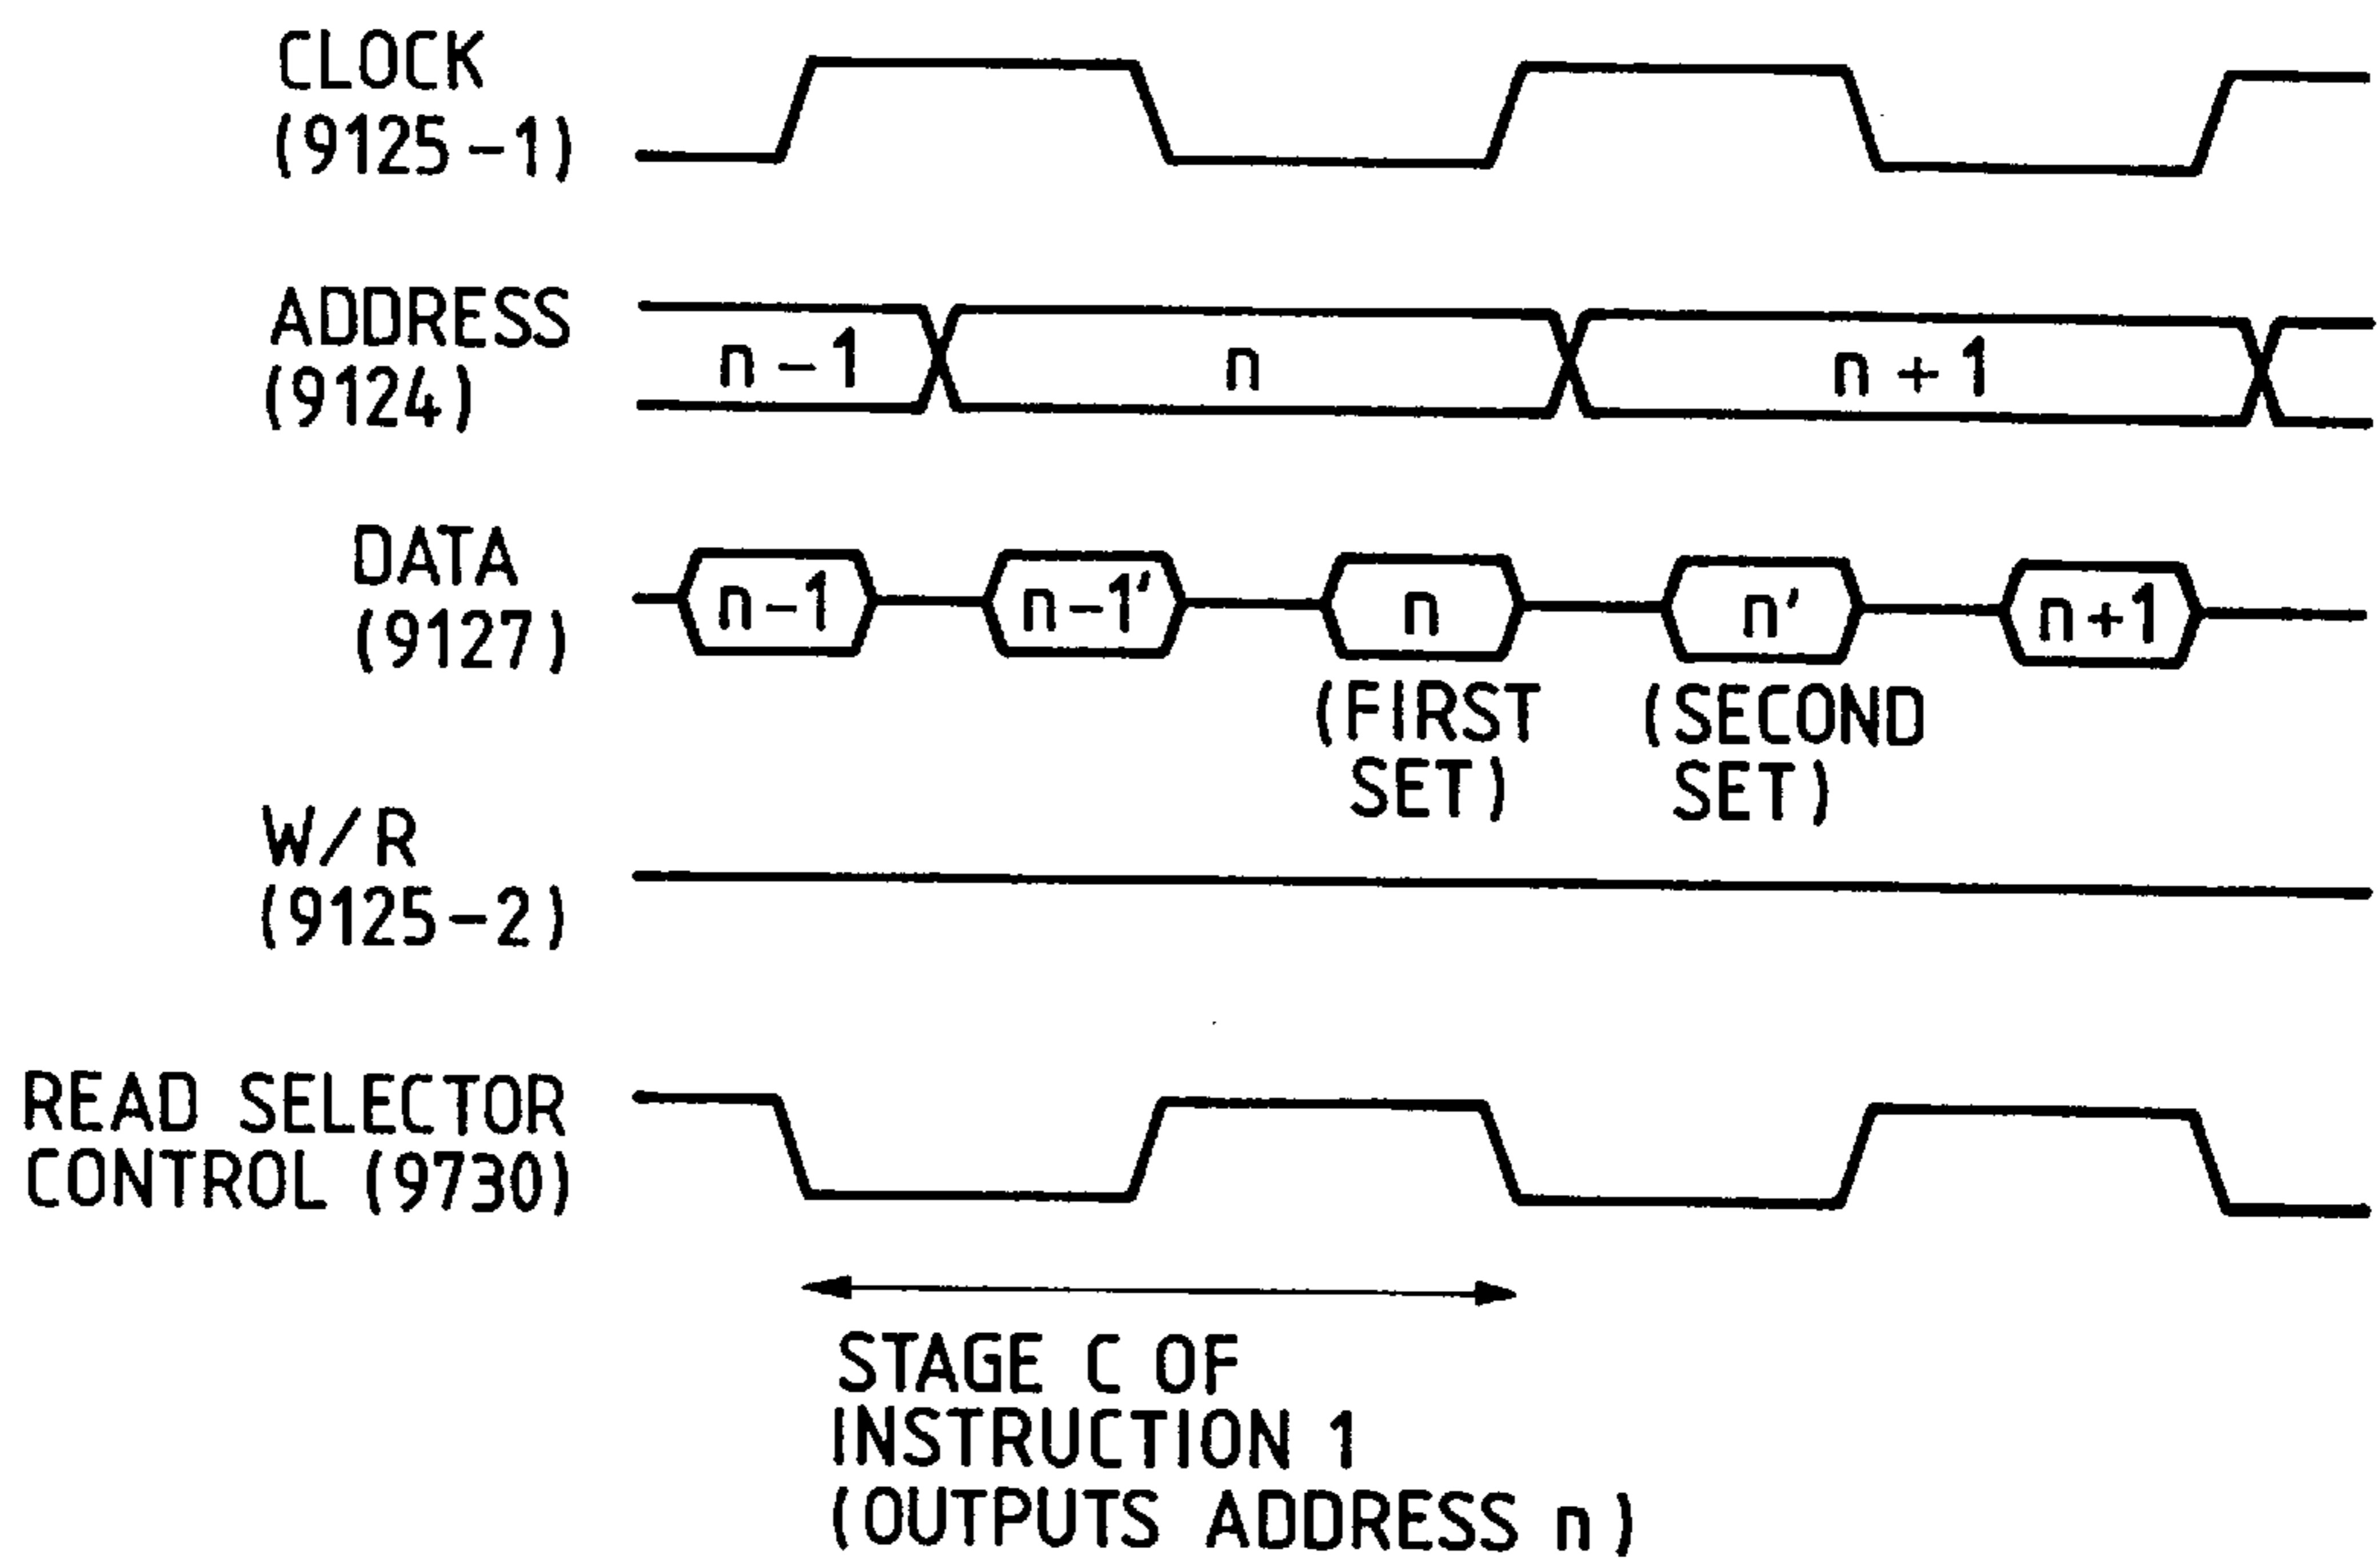 CLOCK
(9125-1)
ADDRESS
(9124)
n-1 n n+1
DATA
(9127)
n-1 n-1' n n' n+1
(FIRST SET) (SECOND SET)
W/R
(9125-2)
READ SELECTOR
CONTROL (9730)
STAGE C OF
INSTRUCTION 1
(OUTPUTS ADDRESS n)